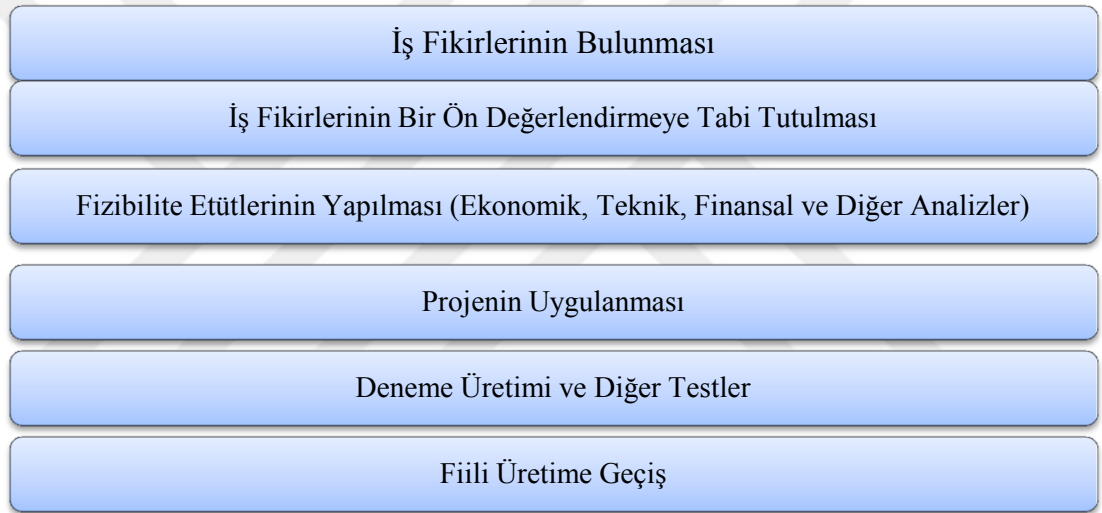 İş Fikirlerinin Bulunması
İş Fikirlerinin Bir Ön Değerlendirmeye Tabi Tutulması
Fizibilite Etütlerinin Yapılması (Ekonomik, Teknik, Finansal ve Diğer Analizler)
Projenin Uygulanması
Deneme Üretimi ve Diğer Testler
Fiili Üretime Geçiş